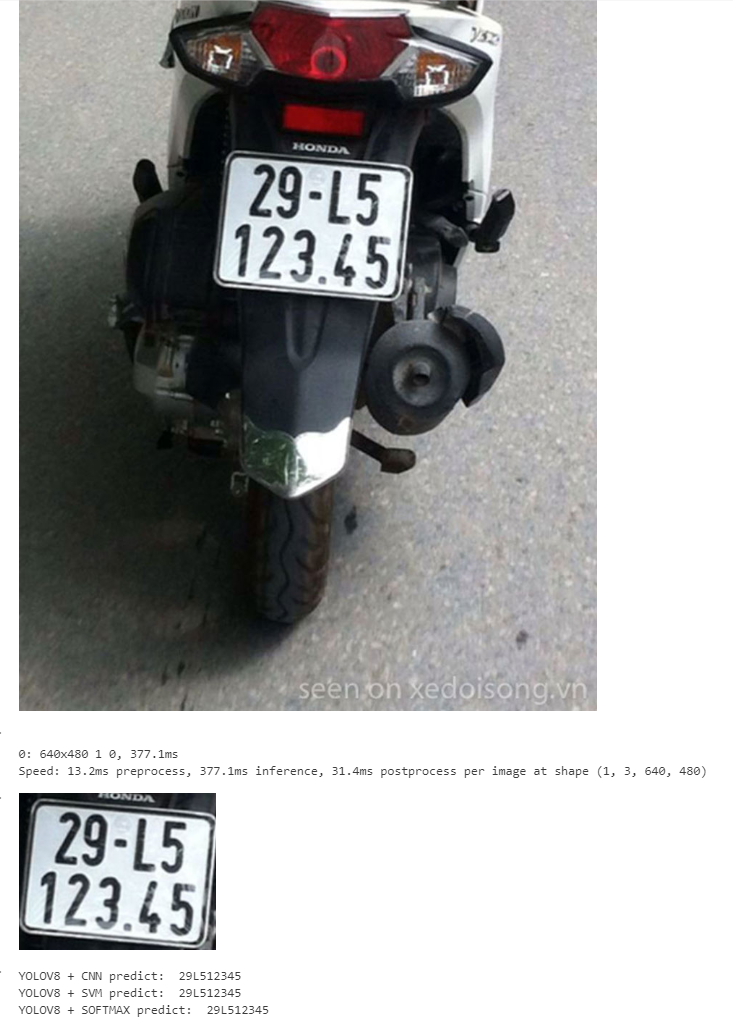 HONDA
29-L5
123.45
seen on xedoisong.vn
0: 640x480 1 0, 377.1ms
Speed: 13.2ms preprocess, 377.1ms inference, 31.4ms postprocess per image at shape (1, 3, 640, 480)
HONDA
29-L5
123.45
YOLOV8 + CNN predict:  29L512345
YOLOV8 + SVM predict:  29L512345
YOLOV8 + SOFTMAX predict:  29L512345